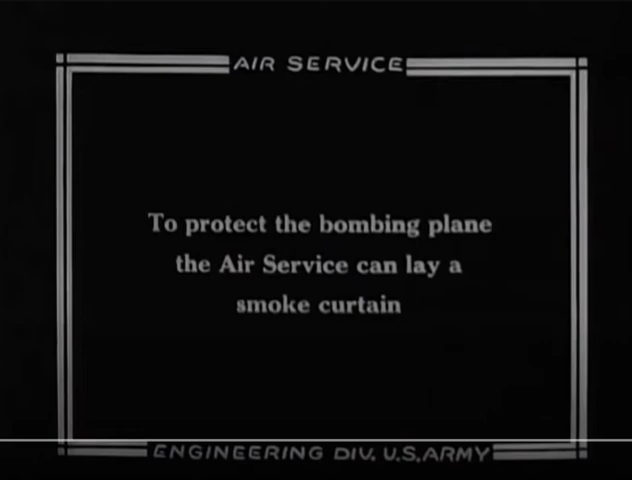 AIR SERVICE
To protect the bombing plane
the Air Service can lay a
smoke curtain
ENGINEERING DIV. U.S. ARMY